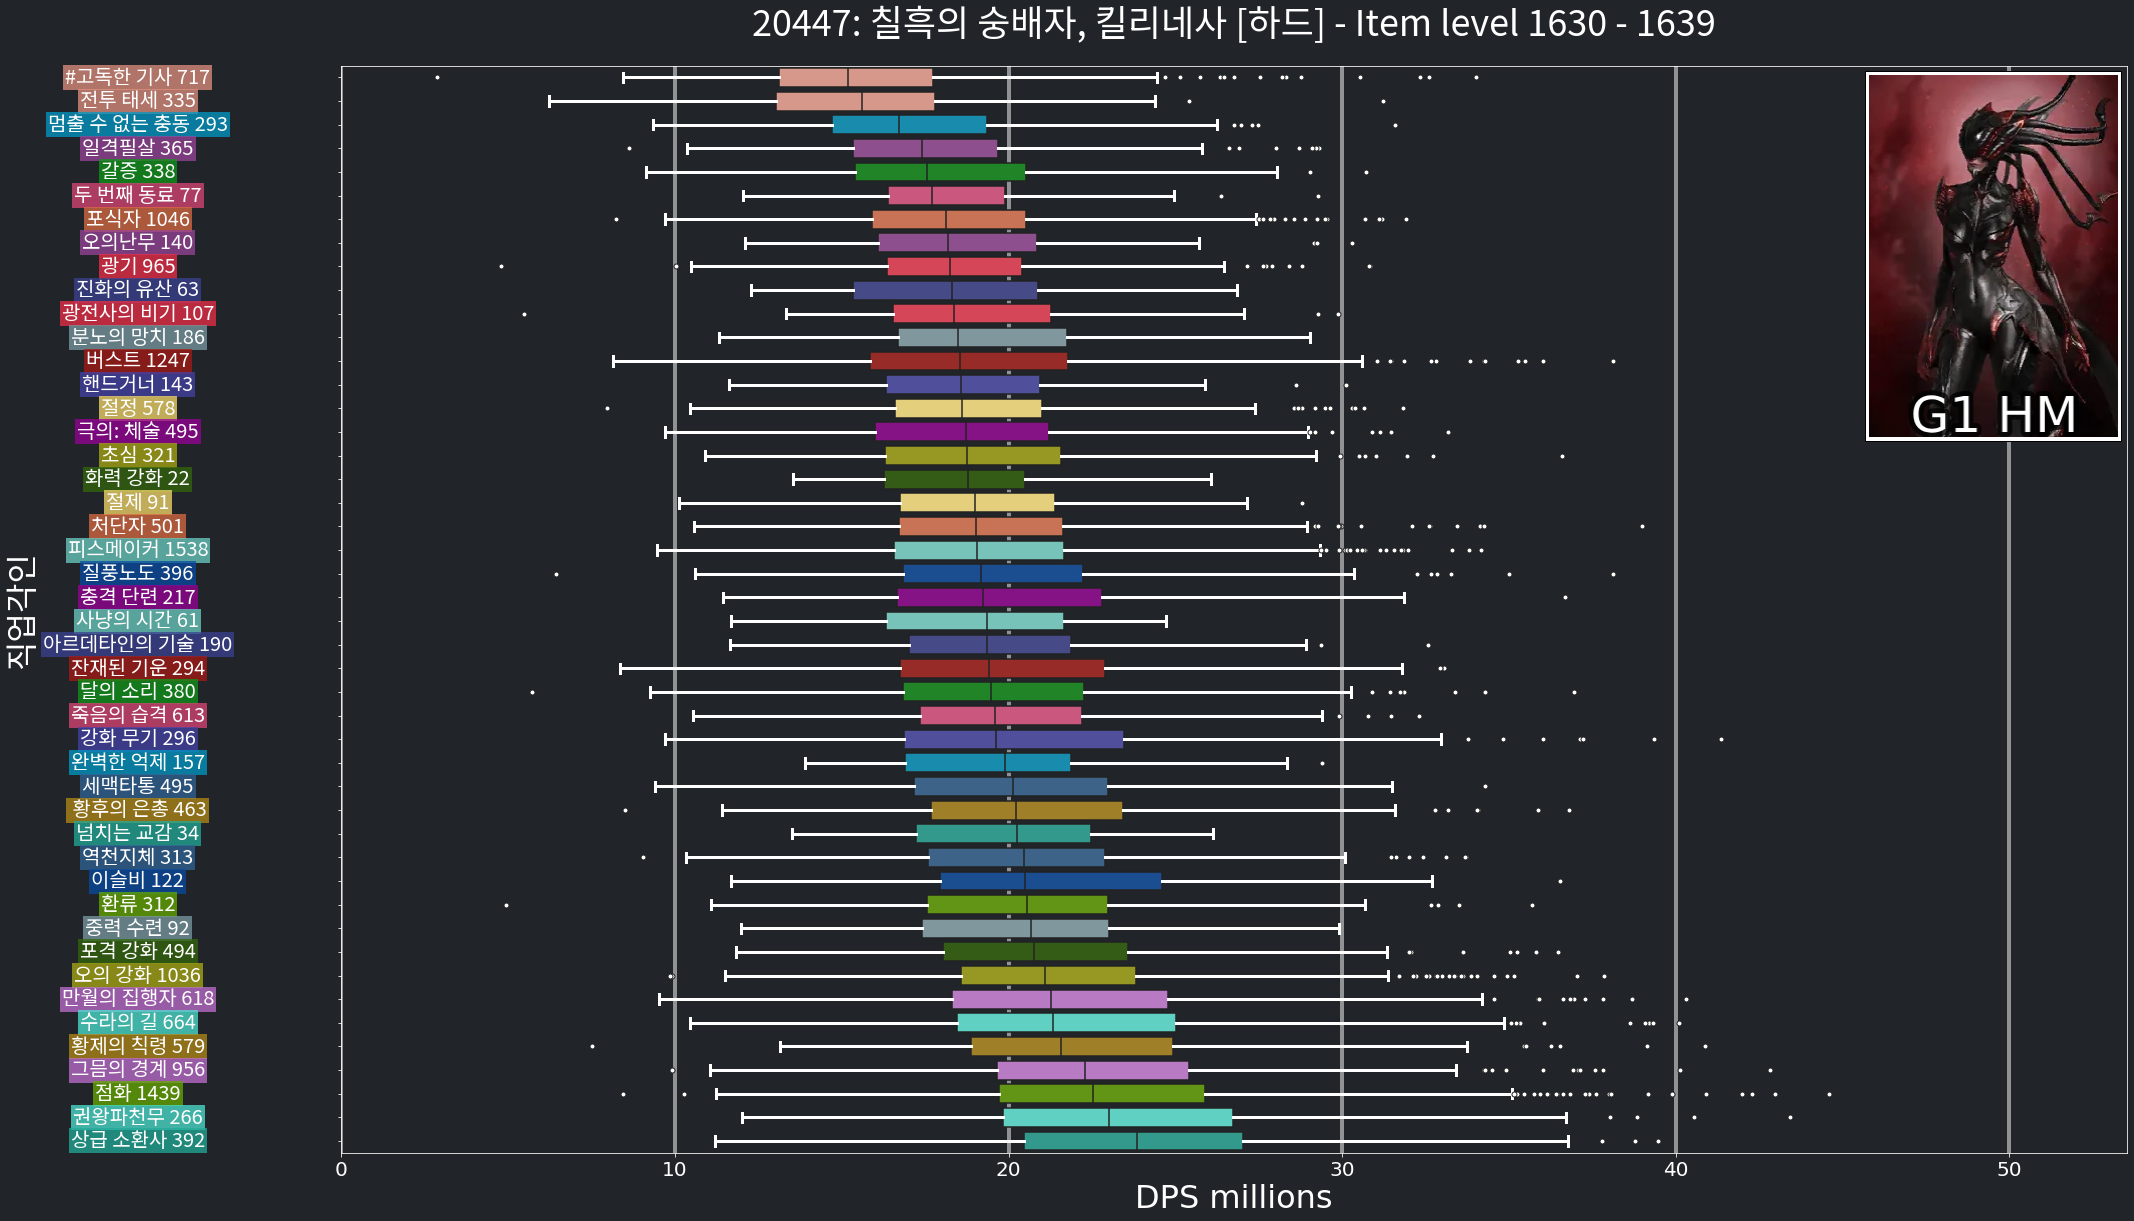 20447: 칠흑의 숭배자, 킬리네사 [하드] - Item level 1630 - 1639
#고독한 기사 717
전투 태세 335
멈출 수 없는 충동 293
일격필살 365
갈증 338
두 번째 동료 77
포식자 1046
오의난무 140
광기 965
진화의 유산 63
광전사의 비기 107
분노의 망치 186
버스트 1247
핸드거너 143
절정 578
극의: 체술 495
초심 321
화력 강화 22
절제 91
처단자 501
피스메이커 1538
질풍노도 396
충격 단련 217
사냥의 시간 61
아르데타인의 기술 190
잔재된 기운 294
달의 소리 380
죽음의 습격 613
강화 무기 296
완벽한 억제 157
세맥타통 495
황후의 은총 463
넘치는 교감 34
역천지체 313
이슬비 122
환류 312
중력 수련 92
포격 강화 494
오의 강화 1036
만월의 집행자 618
수라의 길 664
황제의 칙령 579
그믐의 경계 956
점화 1439
권왕파천무 266
상급 소환사 392
직업각인
G1 HM
0 10 20 30 40 50
DPS millions